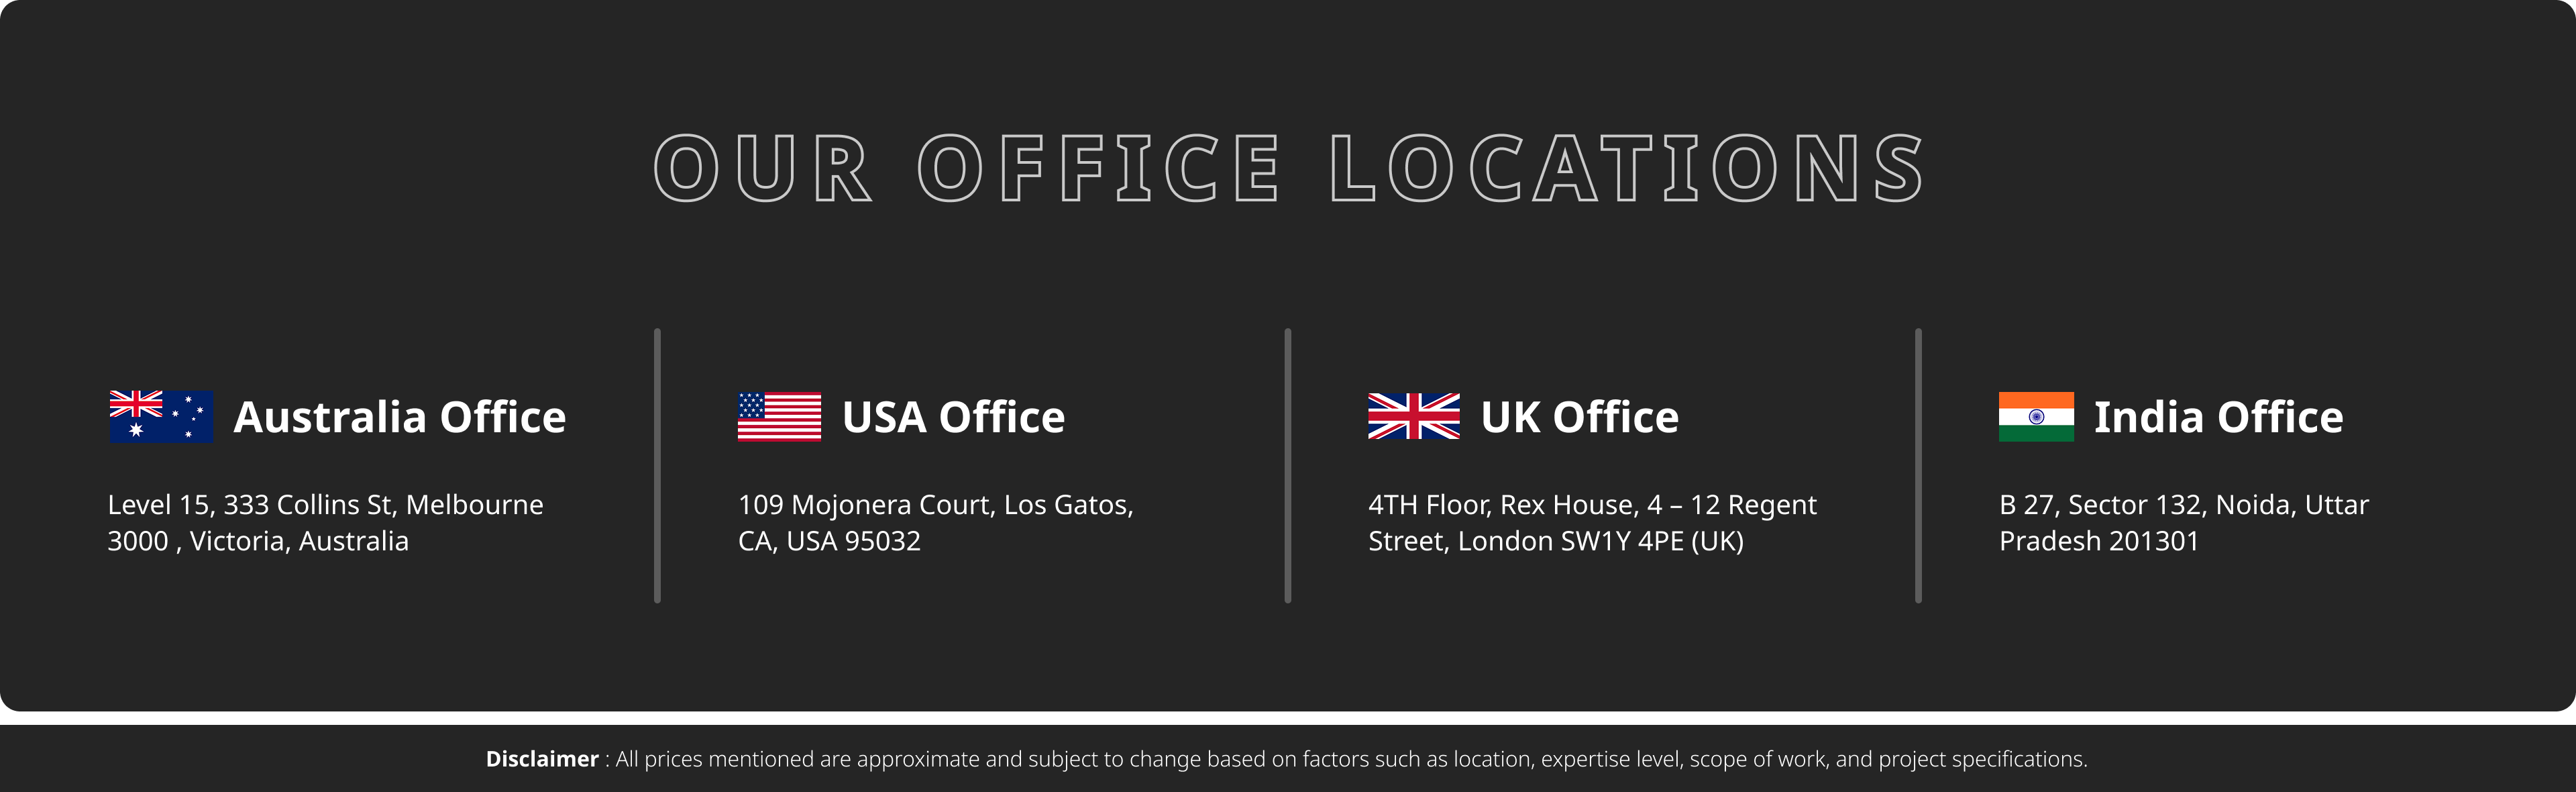 OUR OFFICE LOCATIONS
Australia Office
Level 15, 333 Collins St, Melbourne
3000 , Victoria, Australia
USA Office
109 Mojonera Court, Los Gatos,
CA, USA 95032
UK Office
4TH Floor, Rex House, 4 – 12 Regent
Street, London SW1Y 4PE (UK)
India Office
B 27, Sector 132, Noida, Uttar
Pradesh 201301
Disclaimer : All prices mentioned are approximate and subject to change based on factors such as location, expertise level, scope of work, and project specifications.